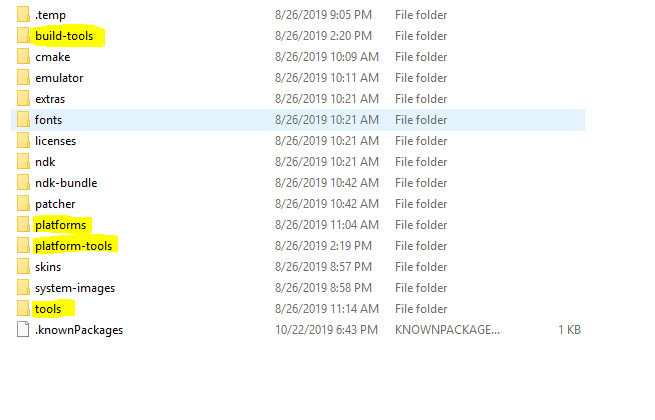 .temp 8/26/2019 9:05 PM File folder
build-tools 8/26/2019 2:20 PM File folder
cmake 8/26/2019 10:09 AM File folder
emulator 8/26/2019 10:11 AM File folder
extras 8/26/2019 10:21 AM File folder
fonts 8/26/2019 10:21 AM File folder
licenses 8/26/2019 10:21 AM File folder
ndk 8/26/2019 10:21 AM File folder
ndk-bundle 8/26/2019 10:42 AM File folder
patcher 8/26/2019 10:42 AM File folder
platforms 8/26/2019 11:04 AM File folder
platform-tools 8/26/2019 2:19 PM File folder
skins 8/26/2019 8:57 PM File folder
system-images 8/26/2019 8:58 PM File folder
tools 8/26/2019 11:14 AM File folder
.knownPackages 10/22/2019 6:43 PM KNOWNPACKAGE... 1 KB